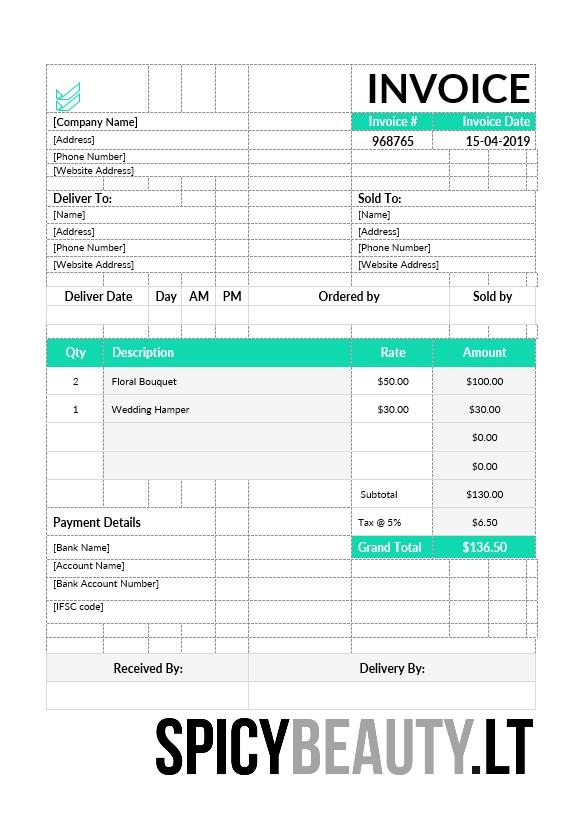 INVOICE
[Company Name] Invoice # Invoice Date
[Address] 968765 15-04-2019
[Phone Number]
[Website Address]
Deliver To: Sold To:
[Name] [Name]
[Address] [Address]
[Phone Number] [Phone Number]
[Website Address] [Website Address]
Deliver Date Day AM PM Ordered by Sold by
Qty Description Rate Amount
2 Floral Bouquet $50.00 $100.00
1 Wedding Hamper $30.00 $30.00
$0.00
$0.00
Subtotal $130.00
Payment Details Tax @ 5% $6.50
[Bank Name] Grand Total $136.50
[Account Name]
[Bank Account Number]
[IFSC code]
Received By: Delivery By:
SPICYBEAUTY.LT